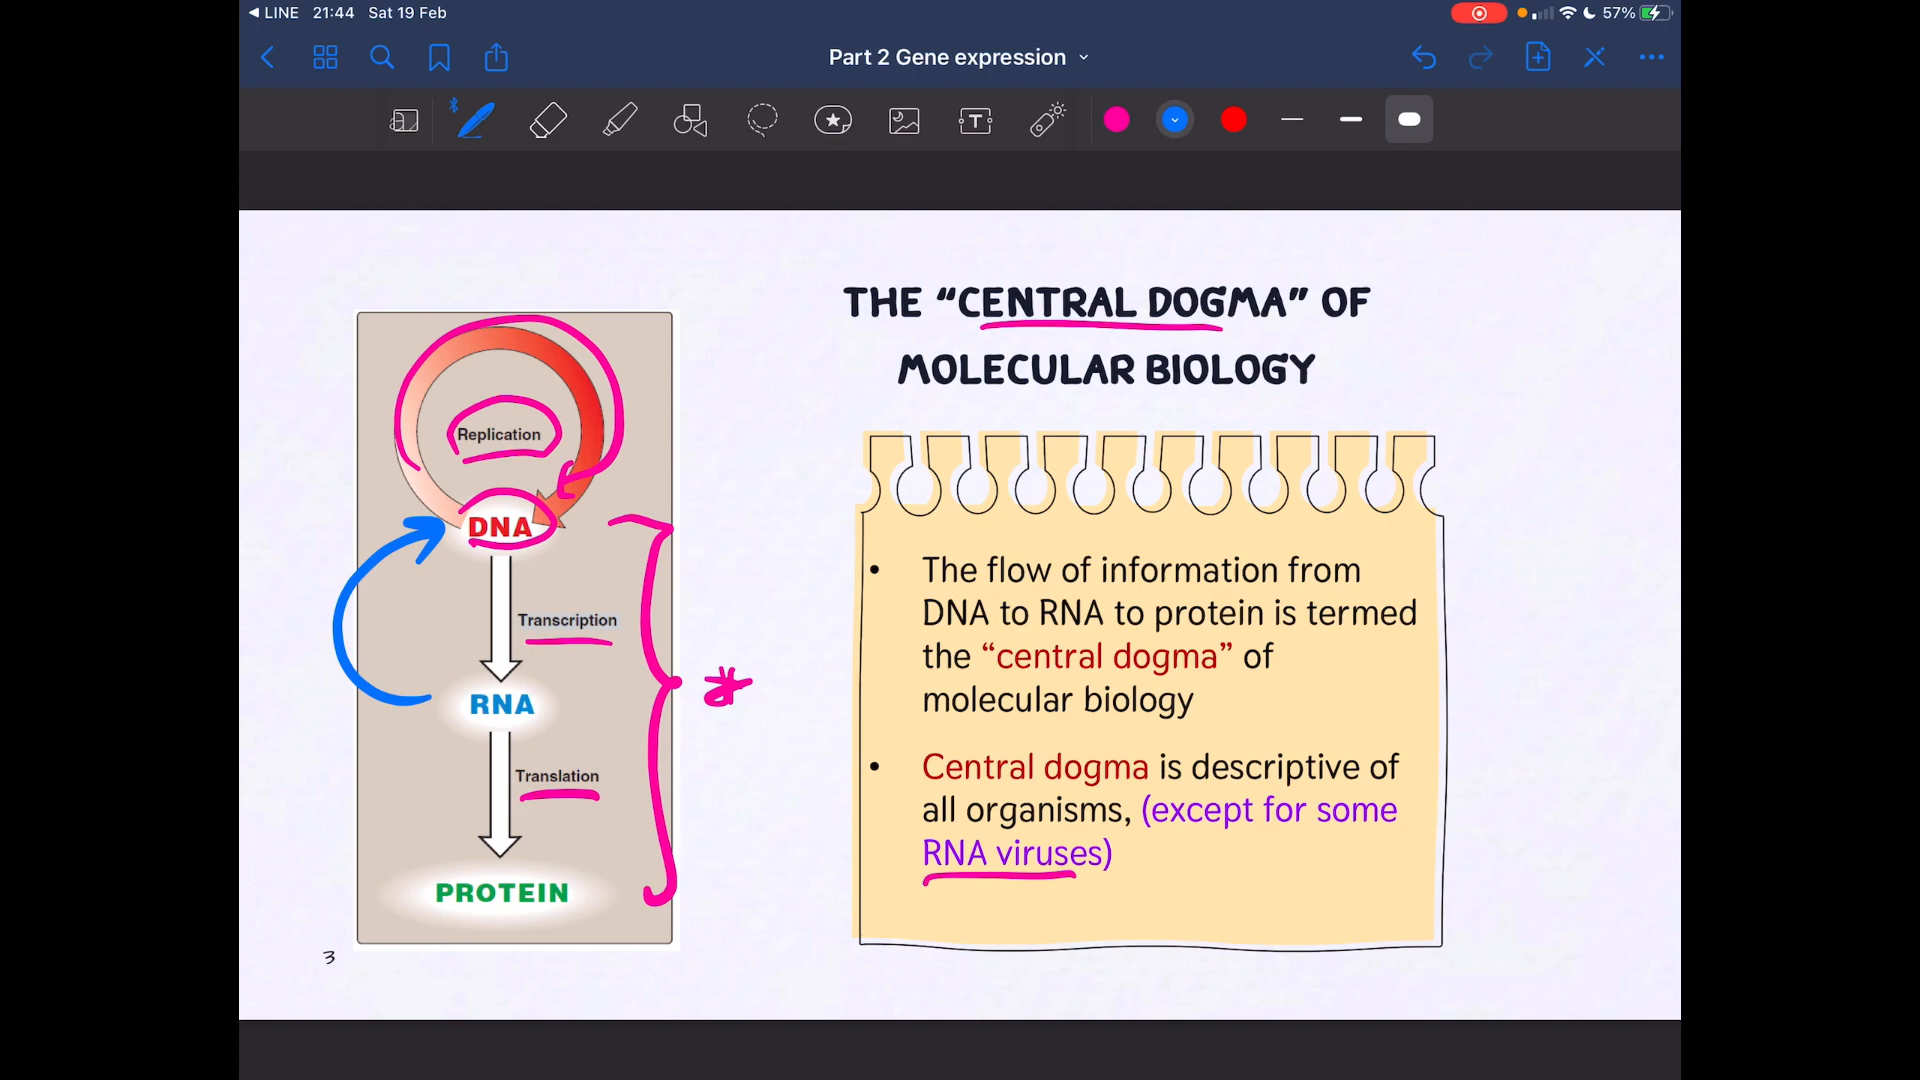 LINE 21:44 Sat 19 Feb
57%
Part 2 Gene expression
T
THE “CENTRAL DOGMA” OF
MOLECULAR BIOLOGY
Replication
DNA
Transcription
RNA
Translation
PROTEIN
*
• The flow of information from
DNA to RNA to protein is termed
the “central dogma” of
molecular biology
• Central dogma is descriptive of
all organisms, (except for some
RNA viruses)
3